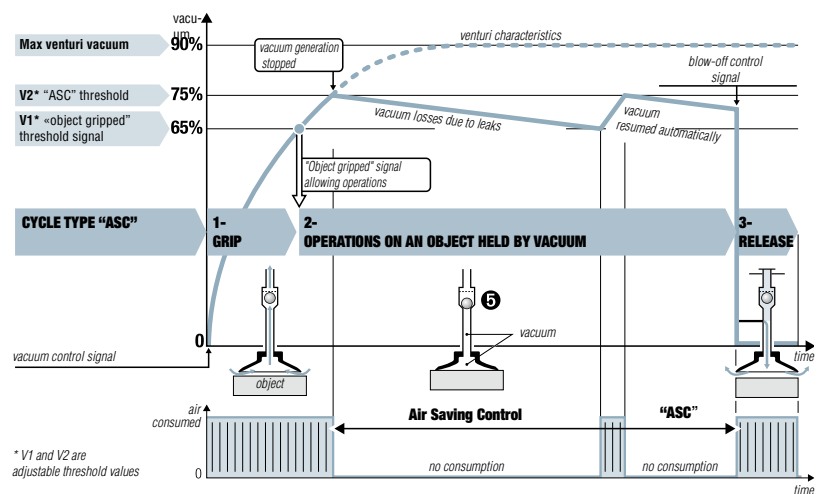 vacu-
um
Max venturi vacuum
90%
venturi characteristics
vacuum generation
stopped
blow-off control
signal
V2* “ASC” threshold
75%
V1* «object gripped”
threshold signal
65%
vacuum losses due to leaks
vacuum
resumed automatically
"Object gripped" signal
allowing operations
CYCLE TYPE “ASC”
1-
GRIP
2-
OPERATIONS ON AN OBJECT HELD BY VACUUM
3-
RELEASE
5
vacuum
0
time
vacuum control signal
object
air
consumed
Air Saving Control
“ASC”
* V1 and V2 are
adjustable threshold values
no consumption
no consumption
0
time